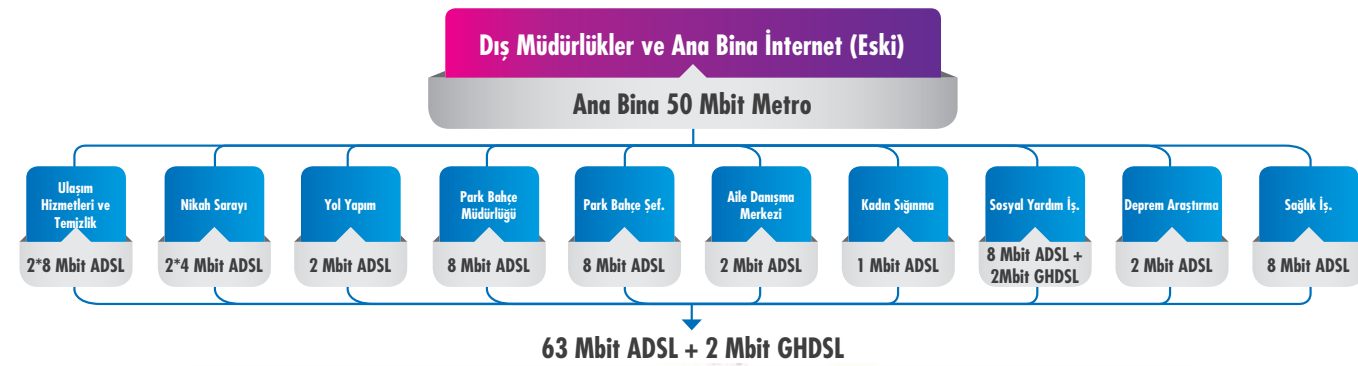 Dış Müdürlükler ve Ana Bina İnternet (Eski)
Ana Bina 50 Mbit Metro
Ulaşım
Hizmetleri ve
Temizlik
2*8 Mbit ADSL
Nikah Sarayı
2*4 Mbit ADSL
Yol Yapım
2 Mbit ADSL
Park Bahçe
Müdürlüğü
8 Mbit ADSL
Park Bahçe Şef.
8 Mbit ADSL
Aile Danışma
Merkezi
2 Mbit ADSL
Kadın Sığınma
1 Mbit ADSL
Sosyal Yardım İş.
8 Mbit ADSL +
2Mbit GHDSL
Deprem Araştırma
2 Mbit ADSL
Sağlık İş.
8 Mbit ADSL
63 Mbit ADSL + 2 Mbit GHDSL